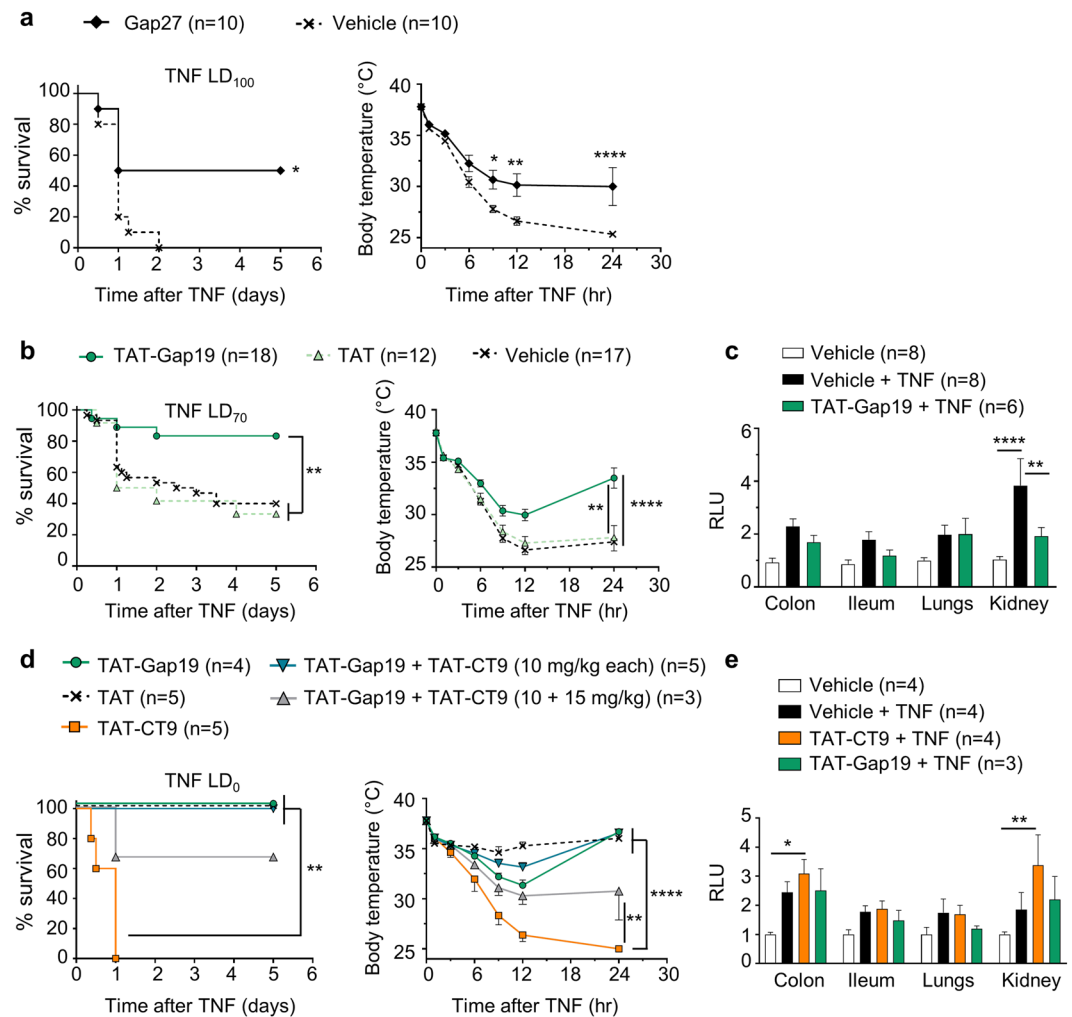 a
Gap27 (n=10) Vehicle (n=10)
TNF LD100
% survival
100
80
60
40
20
0
0 1 2 3 4 5 6
Time after TNF (days)
*
Body temperature (°C)
40
35
30
25
0 6 12 18 24 30
Time after TNF (hr)
* ** ****
b
TAT-Gap19 (n=18) TAT (n=12) Vehicle (n=17)
TNF LD70
% survival
100
80
60
40
20
0
0 1 2 3 4 5 6
Time after TNF (days)
**
Body temperature (°C)
40
35
30
25
0 6 12 18 24 30
Time after TNF (hr)
** ****
c
Vehicle (n=8)
Vehicle + TNF (n=8)
TAT-Gap19 + TNF (n=6)
RLU
6
4
2
0
**** **
Colon Ileum Lungs Kidney
d
TAT-Gap19 (n=4) TAT-Gap19 + TAT-CT9 (10 mg/kg each) (n=5)
TAT (n=5) TAT-Gap19 + TAT-CT9 (10 + 15 mg/kg) (n=3)
TAT-CT9 (n=5)
TNF LD0
% survival
100
80
60
40
20
0
0 1 2 3 4 5 6
Time after TNF (days)
**
Body temperature (°C)
40
35
30
25
0 6 12 18 24 30
Time after TNF (hr)
** ****
e
Vehicle (n=4)
Vehicle + TNF (n=4)
TAT-CT9 + TNF (n=4)
TAT-Gap19 + TNF (n=3)
RLU
5
4
3
2
1
0
* **
Colon Ileum Lungs Kidney